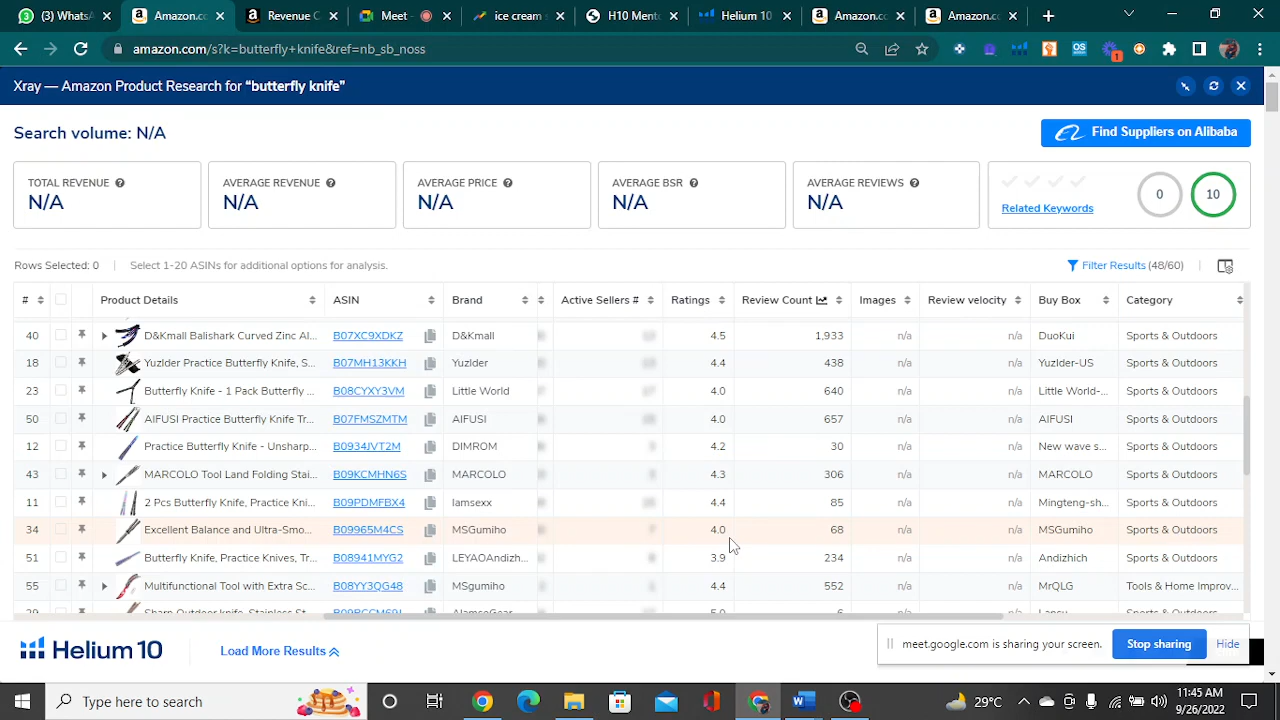 3 WhatsA
Amazon.C
Amazon C
Meet -
ice cream s
H10 Mento
Helium 10
Amazon.co
Amazon.co
amazon.com/s?k=butterfly+knife&ref=nb_sb_noss
OS
1
Xray — Amazon Product Research for “butterfly knife”
Search volume: N/A
Find Suppliers on Alibaba
TOTAL REVENUE
N/A
AVERAGE REVENUE
N/A
AVERAGE PRICE
N/A
AVERAGE BSR
N/A
AVERAGE REVIEWS
N/A
Related Keywords
0
10
Rows Selected: 0 Select 1-20 ASINs for additional options for analysis.
Filter Results (48/60)
# Product Details ASIN Brand Active Sellers # Ratings Review Count Images Review velocity Buy Box Category
40 D&Kmall Balishark Curved Zinc Al... B07XC9XDKZ D&Kmall 4.5 1,933 n/a n/a DuoKui Sports & Outdoors
18 Yuzlder Practice Butterfly Knife, S... B07MH13KKH Yuzlder 4.4 438 n/a n/a Yuzlder-US Sports & Outdoors
23 Butterfly Knife - 1 Pack Butterfly ... B08CYXY3VM Little World 4.0 640 n/a n/a Little World-... Sports & Outdoors
50 AIFUSI Practice Butterfly Knife Tr... B07FMSZMTM AIFUSI 4.0 657 n/a n/a AIFUSI Sports & Outdoors
12 Practice Butterfly Knife - Unsharp... B0934JVT2M DIMROM 4.2 30 n/a n/a New wave s... Sports & Outdoors
43 MARCOLO Tool Land Folding Stai... B09KCMHN6S MARCOLO 4.3 306 n/a n/a MARCOLO Sports & Outdoors
11 2 Pcs Butterfly Knife, Practice Kni... B09PDMFBX4 Iamsexx 4.4 85 n/a n/a Mingteng-sh... Sports & Outdoors
34 Excellent Balance and Ultra-Smo... B09965M4CS MSGumiho 4.0 68 n/a n/a MSGumiho Sports & Outdoors
51 Butterfly Knife, Practice Knives, Tr... B08941MYG2 LEYAOAndizh... 3.9 234 n/a n/a Andizhich Sports & Outdoors
55 Multifunctional Tool with Extra Sc... B08YY3QG48 MSgumiho 4.4 552 n/a n/a MrQLG Tools & Home Improv...
Helium 10
Load More Results
meet.google.com is sharing your screen.
Stop sharing
Hide
Type here to search
29°C
11:45 AM
9/26/2022